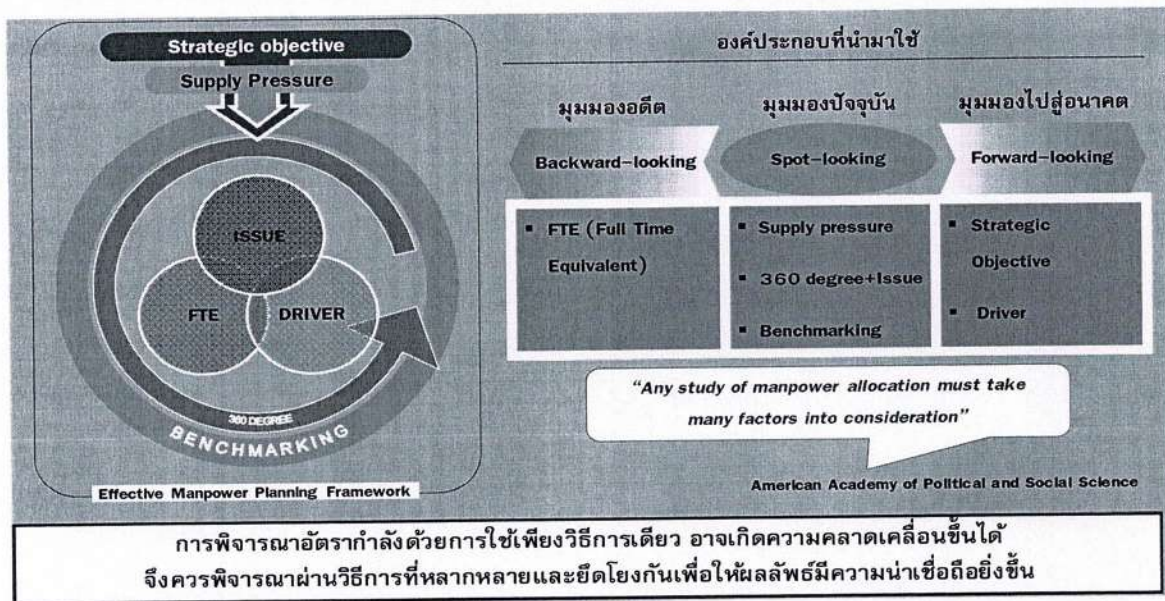 Strategic objective
Supply Pressure
ISSUE
FTE
DRIVER
360 DEGREE
BENCHMARKING
Effective Manpower Planning Framework
องค์ประกอบที่นำมาใช้
มุมมองอดีต
มุมมองปัจจุบัน
มุมมองไปสู่อนาคต
Backward-looking
Spot-looking
Forward-looking
▪ FTE (Full Time
Equivalent)
▪ Supply pressure
▪ 360 degree+Issue
▪ Benchmarking
▪ Strategic
Objective
▪ Driver
“Any study of manpower allocation must take
many factors into consideration”
American Academy of Political and Social Science
การพิจารณาอัตรากำลังด้วยการใช้เพียงวิธีการเดียว อาจเกิดความคลาดเคลื่อนขึ้นได้
จึงควรพิจารณาผ่านวิธีการที่หลากหลายและยึดโยงกันเพื่อให้ผลลัพธ์มีความน่าเชื่อถือยิ่งขึ้น